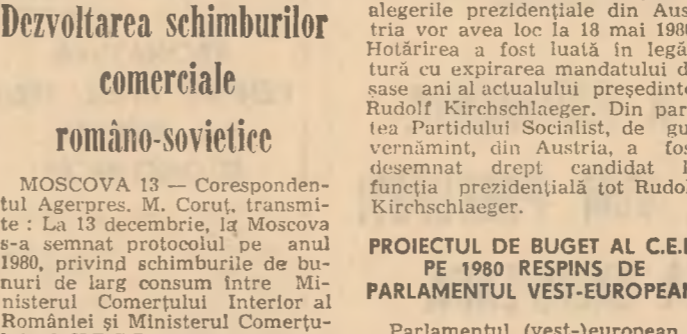 Dezvoltarea schimburilor
comerciale
româno-sovietice
MOSCOVA 13 — Coresponden-
tul Agerpres, M. Coruț, transmi-
te : La 13 decembrie, la Moscova
s-a semnat protocolul pe anul
1980, privind schimburile de bu-
nuri de larg consum între Mi-
nisterul Comerțului Interior al
României și Ministerul Comerțu-
alegerile prezidențiale din Aus
tria vor avea loc la 18 mai 1980
Hotărirea a fost luată în legă-
tură cu expirarea mandatului d
șase ani al actualului președinte
Rudolf Kirchschlaeger. Din par
tea Partidului Socialist, de gu
vernămint, din Austria, a fos
desemnat drept candidat l
funcția prezidențială tot Rudol
Kirchschlaeger.
PROIECTUL DE BUGET AL C.E.E
PE 1980 RESPINS DE
PARLAMENTUL VEST-EUROPEAN
Parlamentul (vest-)european